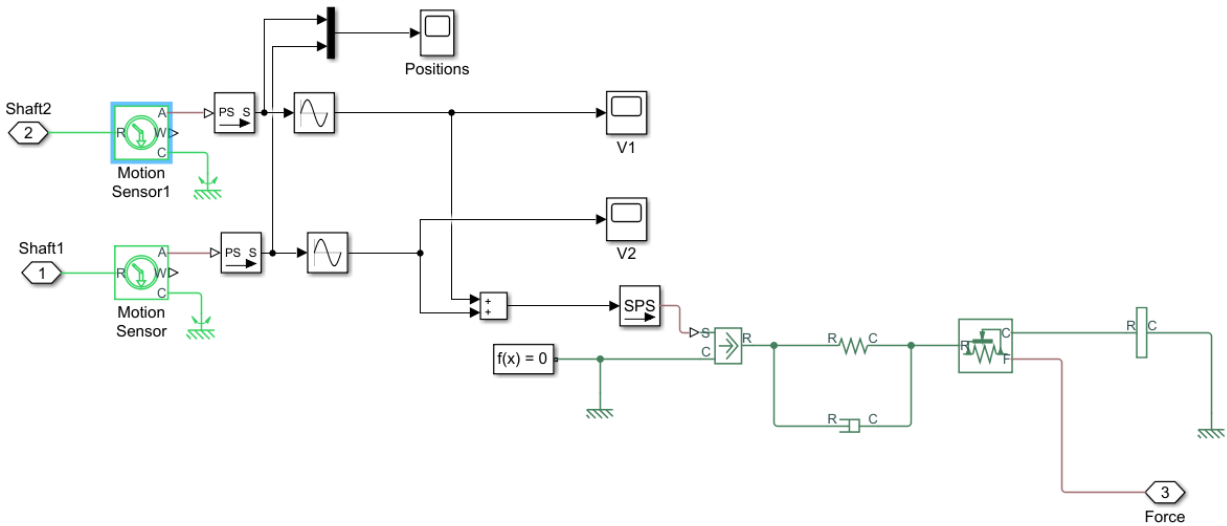 Positions
Shaft2
2
R
A
W
C
PS S
Motion
Sensor1
V1
Shaft1
1
R
A
W
C
PS S
Motion
Sensor
V2
+
+
SPS
f(x) = 0
S
C
R
R
C
R
C
R
C
F
R
C
3
Force